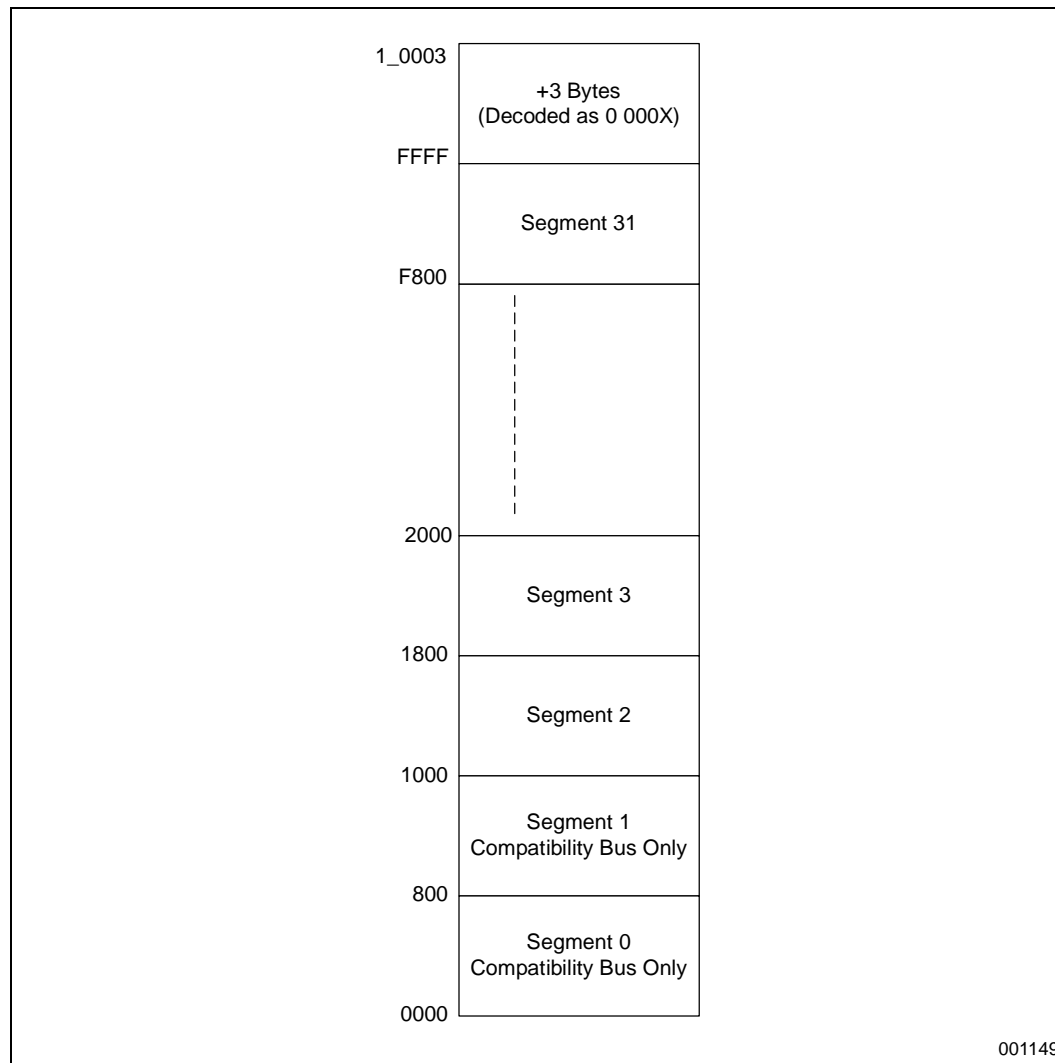 1_0003
+3 Bytes
(Decoded as 0 000X)
FFFF
Segment 31
F800
2000
Segment 3
1800
Segment 2
1000
Segment 1
Compatibility Bus Only
800
Segment 0
Compatibility Bus Only
0000
001149